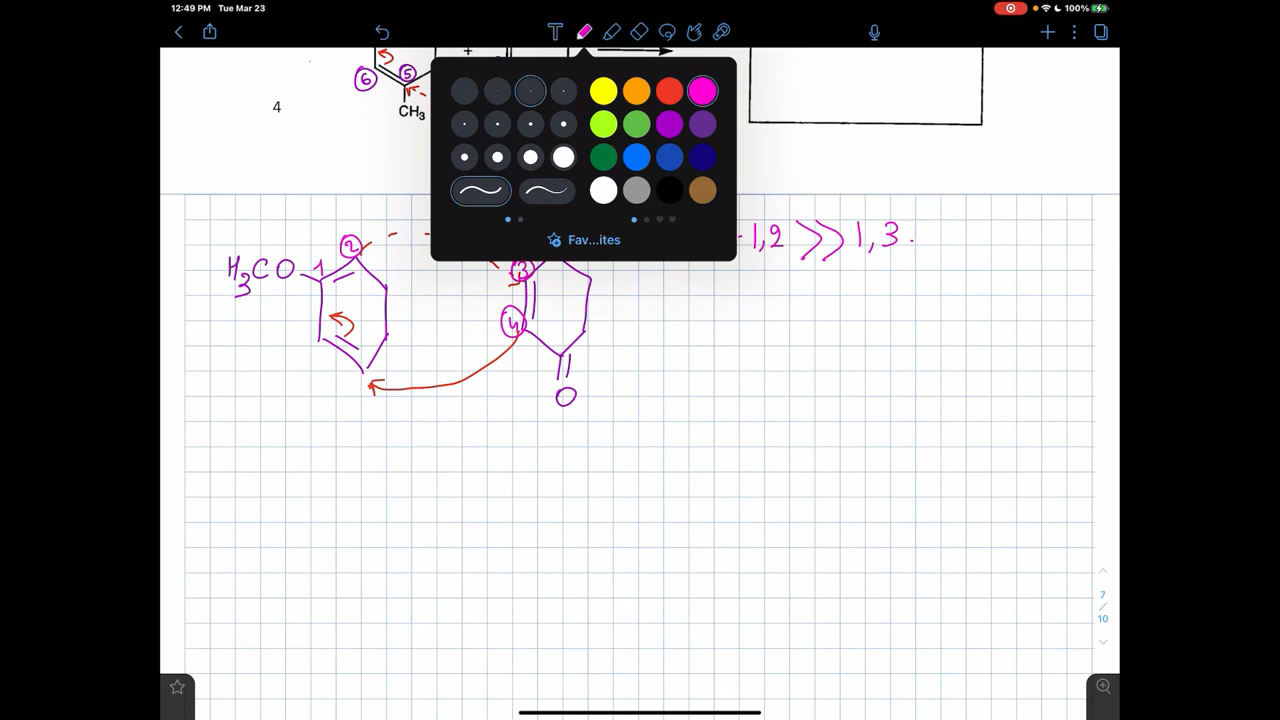 12:49 PM Tue Mar 23
100%
T
+
6
5
4
CH₃
Fav...ites
1,2 >> 1,3.
2
H₃CO
1
3
4
O
7
/
10